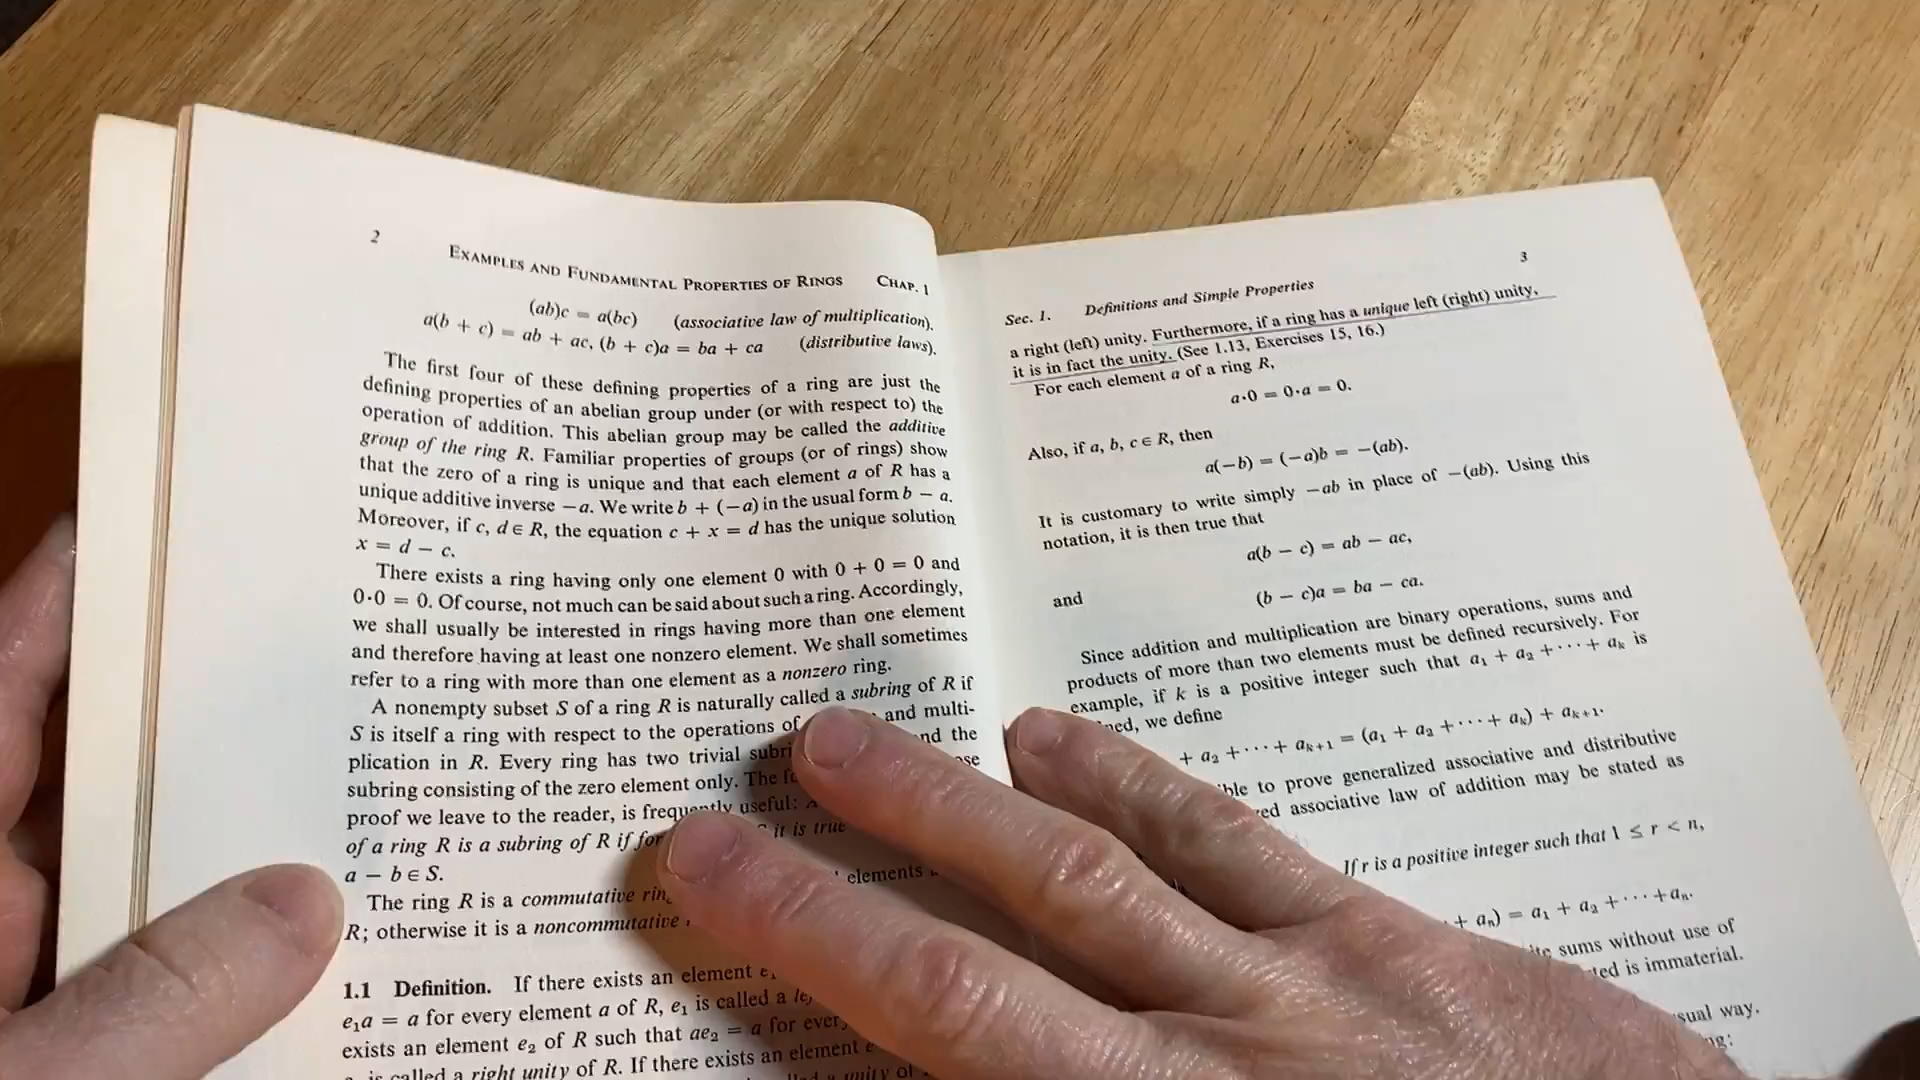 2
EXAMPLES AND FUNDAMENTAL PROPERTIES OF RINGS CHAP. 1
(ab)c = a(bc) (associative law of multiplication).
a(b + c) = ab + ac, (b + c)a = ba + ca (distributive laws).
The first four of these defining properties of a ring are just the
defining properties of an abelian group under (or with respect to) the
operation of addition. This abelian group may be called the additive
group of the ring R. Familiar properties of groups (or of rings) show
that the zero of a ring is unique and that each element a of R has a
unique additive inverse −a. We write b + (−a) in the usual form b − a.
Moreover, if c, d ∈ R, the equation c + x = d has the unique solution
x = d − c.
There exists a ring having only one element 0 with 0 + 0 = 0 and
0·0 = 0. Of course, not much can be said about such a ring. Accordingly,
we shall usually be interested in rings having more than one element
and therefore having at least one nonzero element. We shall sometimes
refer to a ring with more than one element as a nonzero ring.
A nonempty subset S of a ring R is naturally called a subring of R if
S is itself a ring with respect to the operations of and multi-
plication in R. Every ring has two trivial and the
subring consisting of the zero element only. The
proof we leave to the reader, is frequently useful:
of a ring R is a subring of R if for it is true
a − b ∈ S.
elements
The ring R is a commutative
R; otherwise it is a noncommutative
1.1 Definition. If there exists an element
e₁a = a for every element a of R, e₁ is called a
exists an element e₂ of R such that ae₂ = a for
is called a right unity of R. If there exists an element
unity of
3
Sec. 1. Definitions and Simple Properties
a right (left) unity. Furthermore, if a ring has a unique left (right) unity,
it is in fact the unity. (See 1.13, Exercises 15, 16.)
For each element a of a ring R,
a·0 = 0·a = 0.
Also, if a, b, c ∈ R, then
a(−b) = (−a)b = −(ab).
It is customary to write simply −ab in place of −(ab). Using this
notation, it is then true that
a(b − c) = ab − ac,
and (b − c)a = ba − ca.
Since addition and multiplication are binary operations, sums and
products of more than two elements must be defined recursively. For
example, if k is a positive integer such that a₁ + a₂ + ··· + aₖ is
we define
+ a₂ + ··· + aₖ₊₁ = (a₁ + a₂ + ··· + aₖ) + aₖ₊₁.
to prove generalized associative and distributive
associative law of addition may be stated as
If r is a positive integer such that 1 ≤ r < n,
+ aₙ) = a₁ + a₂ + ··· + aₙ.
sums without use of
is immaterial.
way.